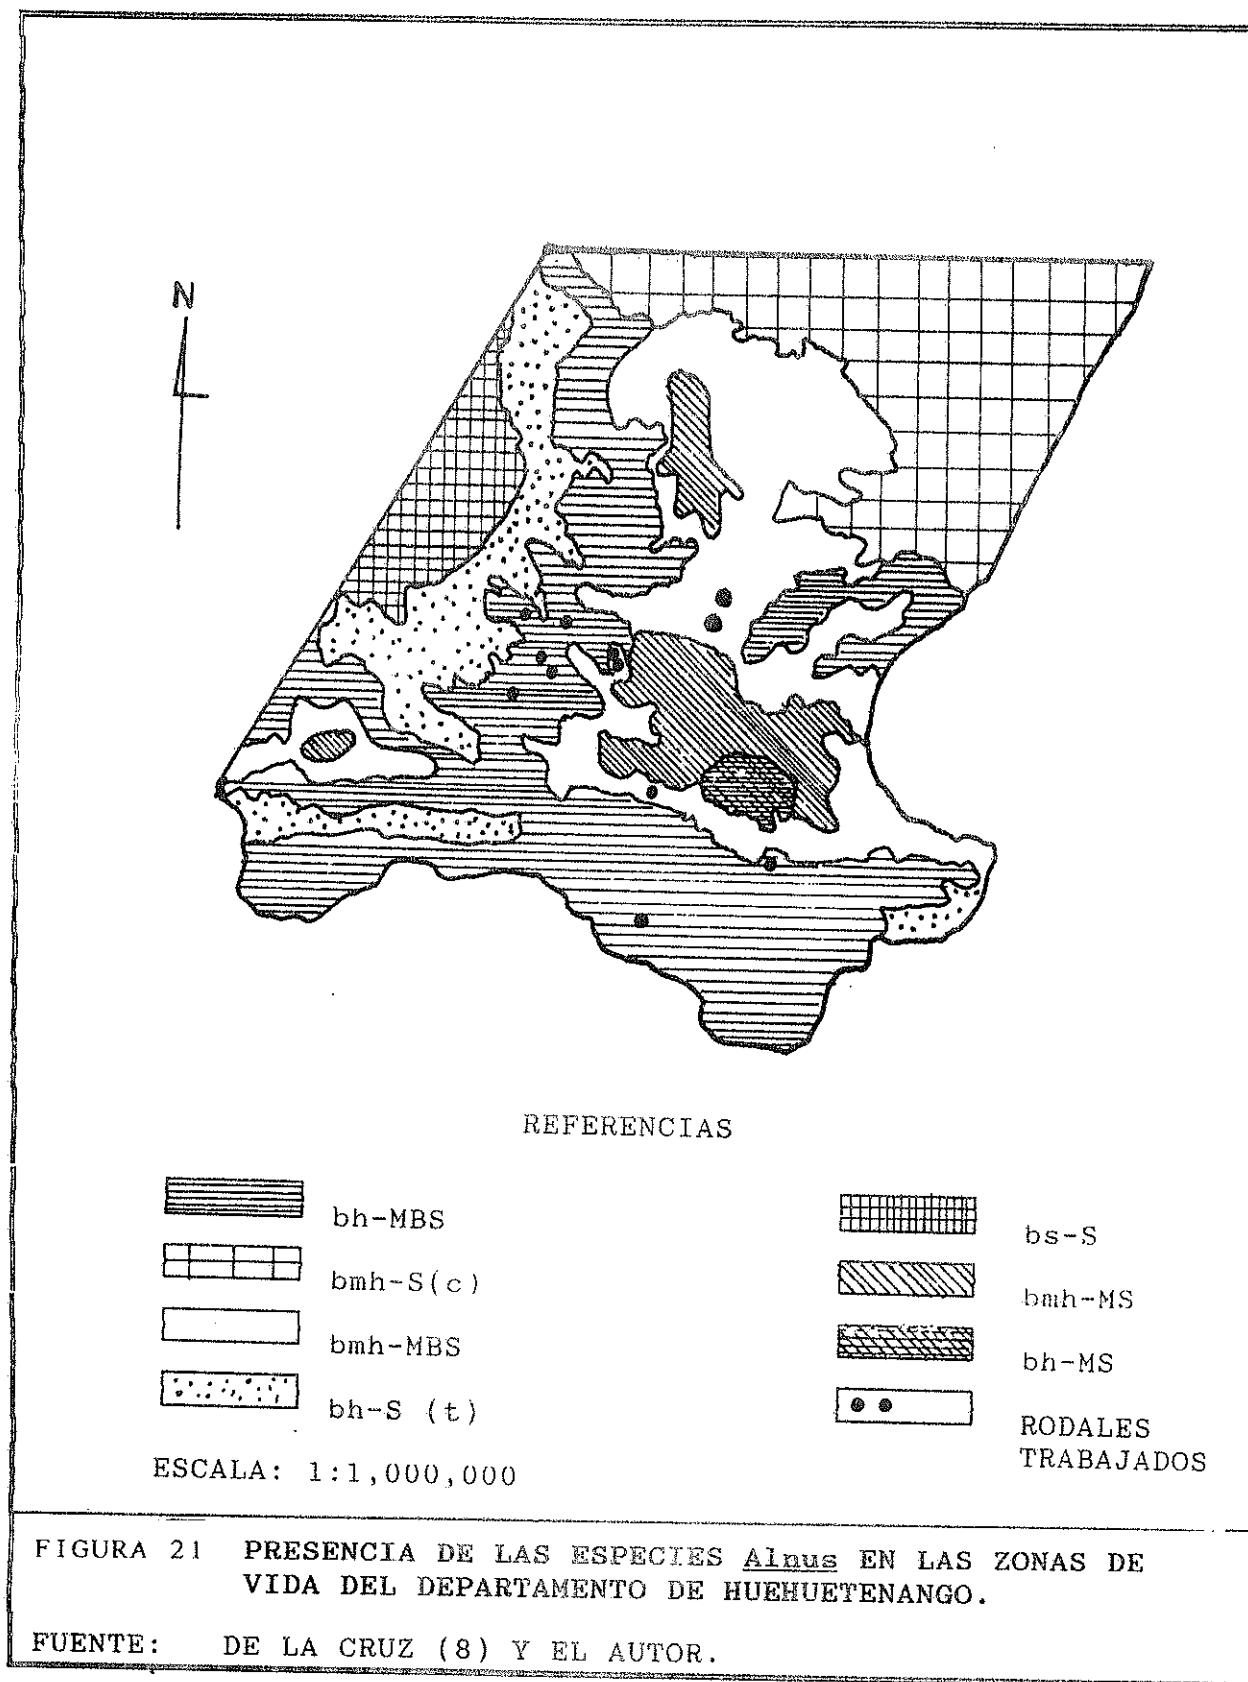 N
REFERENCIAS
bh-MBS
bmh-S(c)
bmh-MBS
bh-S (t)
bs-S
bmh-MS
bh-MS
RODALES
TRABAJADOS
ESCALA: 1:1,000,000
FIGURA 21 PRESENCIA DE LAS ESPECIES Alnus EN LAS ZONAS DE
VIDA DEL DEPARTAMENTO DE HUEHUETENANGO.
FUENTE: DE LA CRUZ (8) Y EL AUTOR.